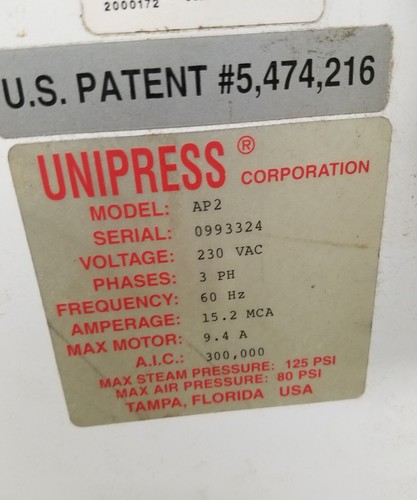 2000172
U.S. PATENT #5,474,216
UNIPRESS® CORPORATION
MODEL: AP2
SERIAL: 0993324
VOLTAGE: 230 VAC
PHASES: 3 PH
FREQUENCY: 60 Hz
AMPERAGE: 15.2 MCA
MAX MOTOR: 9.4 A
A.I.C.: 300,000
MAX STEAM PRESSURE: 125 PSI
MAX AIR PRESSURE: 80 PSI
TAMPA, FLORIDA USA